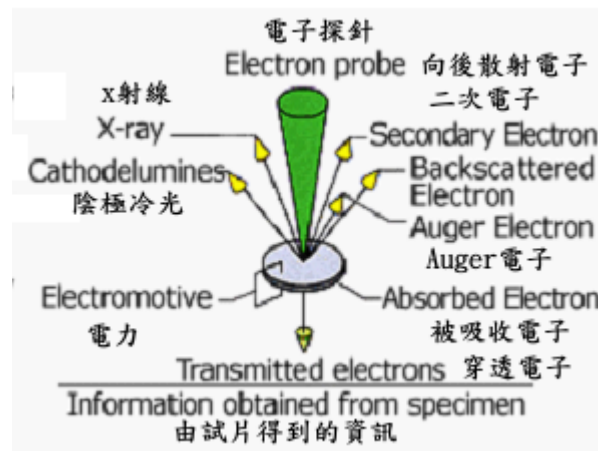 電子探針
Electron probe 向後散射電子
x射線
二次電子
X-ray
Secondary Electron
Cathodelumines
Backscattered
Electron
陰極冷光
Auger Electron
Auger電子
Electromotive
Absorbed Electron
電力
被吸收電子
Transmitted electrons 穿透電子
Information obtained from specimen
由試片得到的資訊